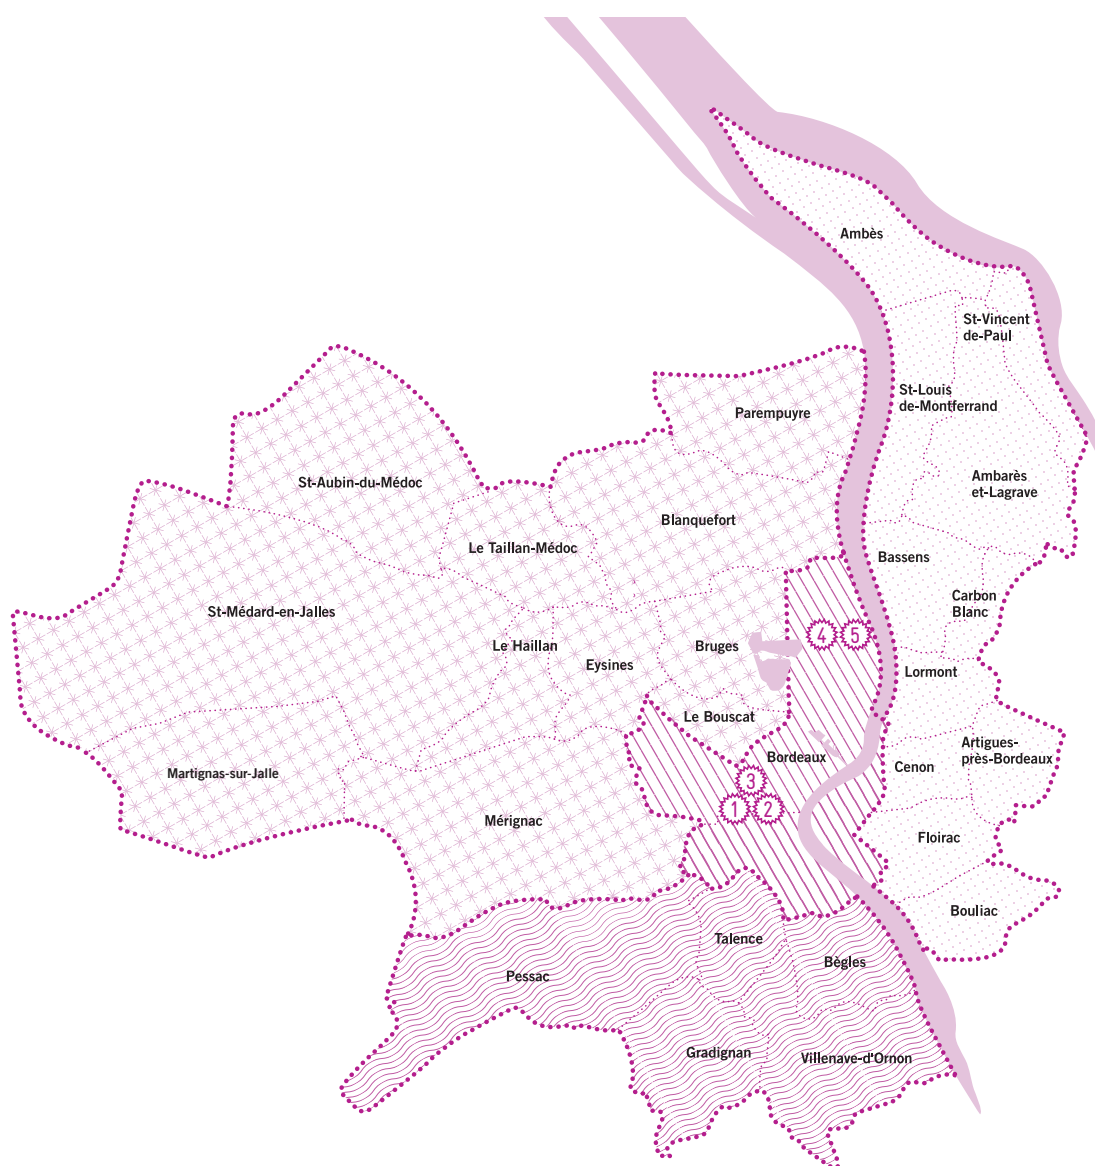 Ambès
St-Vincent
de-Paul
St-Louis
de-Montferrand
Parempuyre
Ambarès
et-Lagrave
St-Aubin-du-Médoc
Blanquefort
Le Taillan-Médoc
Bassens
Carbon
Blanc
St-Médard-en-Jalles
4 5
Le Haillan
Bruges
Eysines
Lormont
Le Bouscat
Artigues-
près-Bordeaux
Bordeaux
Cenon
Martignas-sur-Jalle
3
1 2
Mérignac
Floirac
Bouliac
Talence
Bègles
Pessac
Gradignan
Villenave-d'Ornon